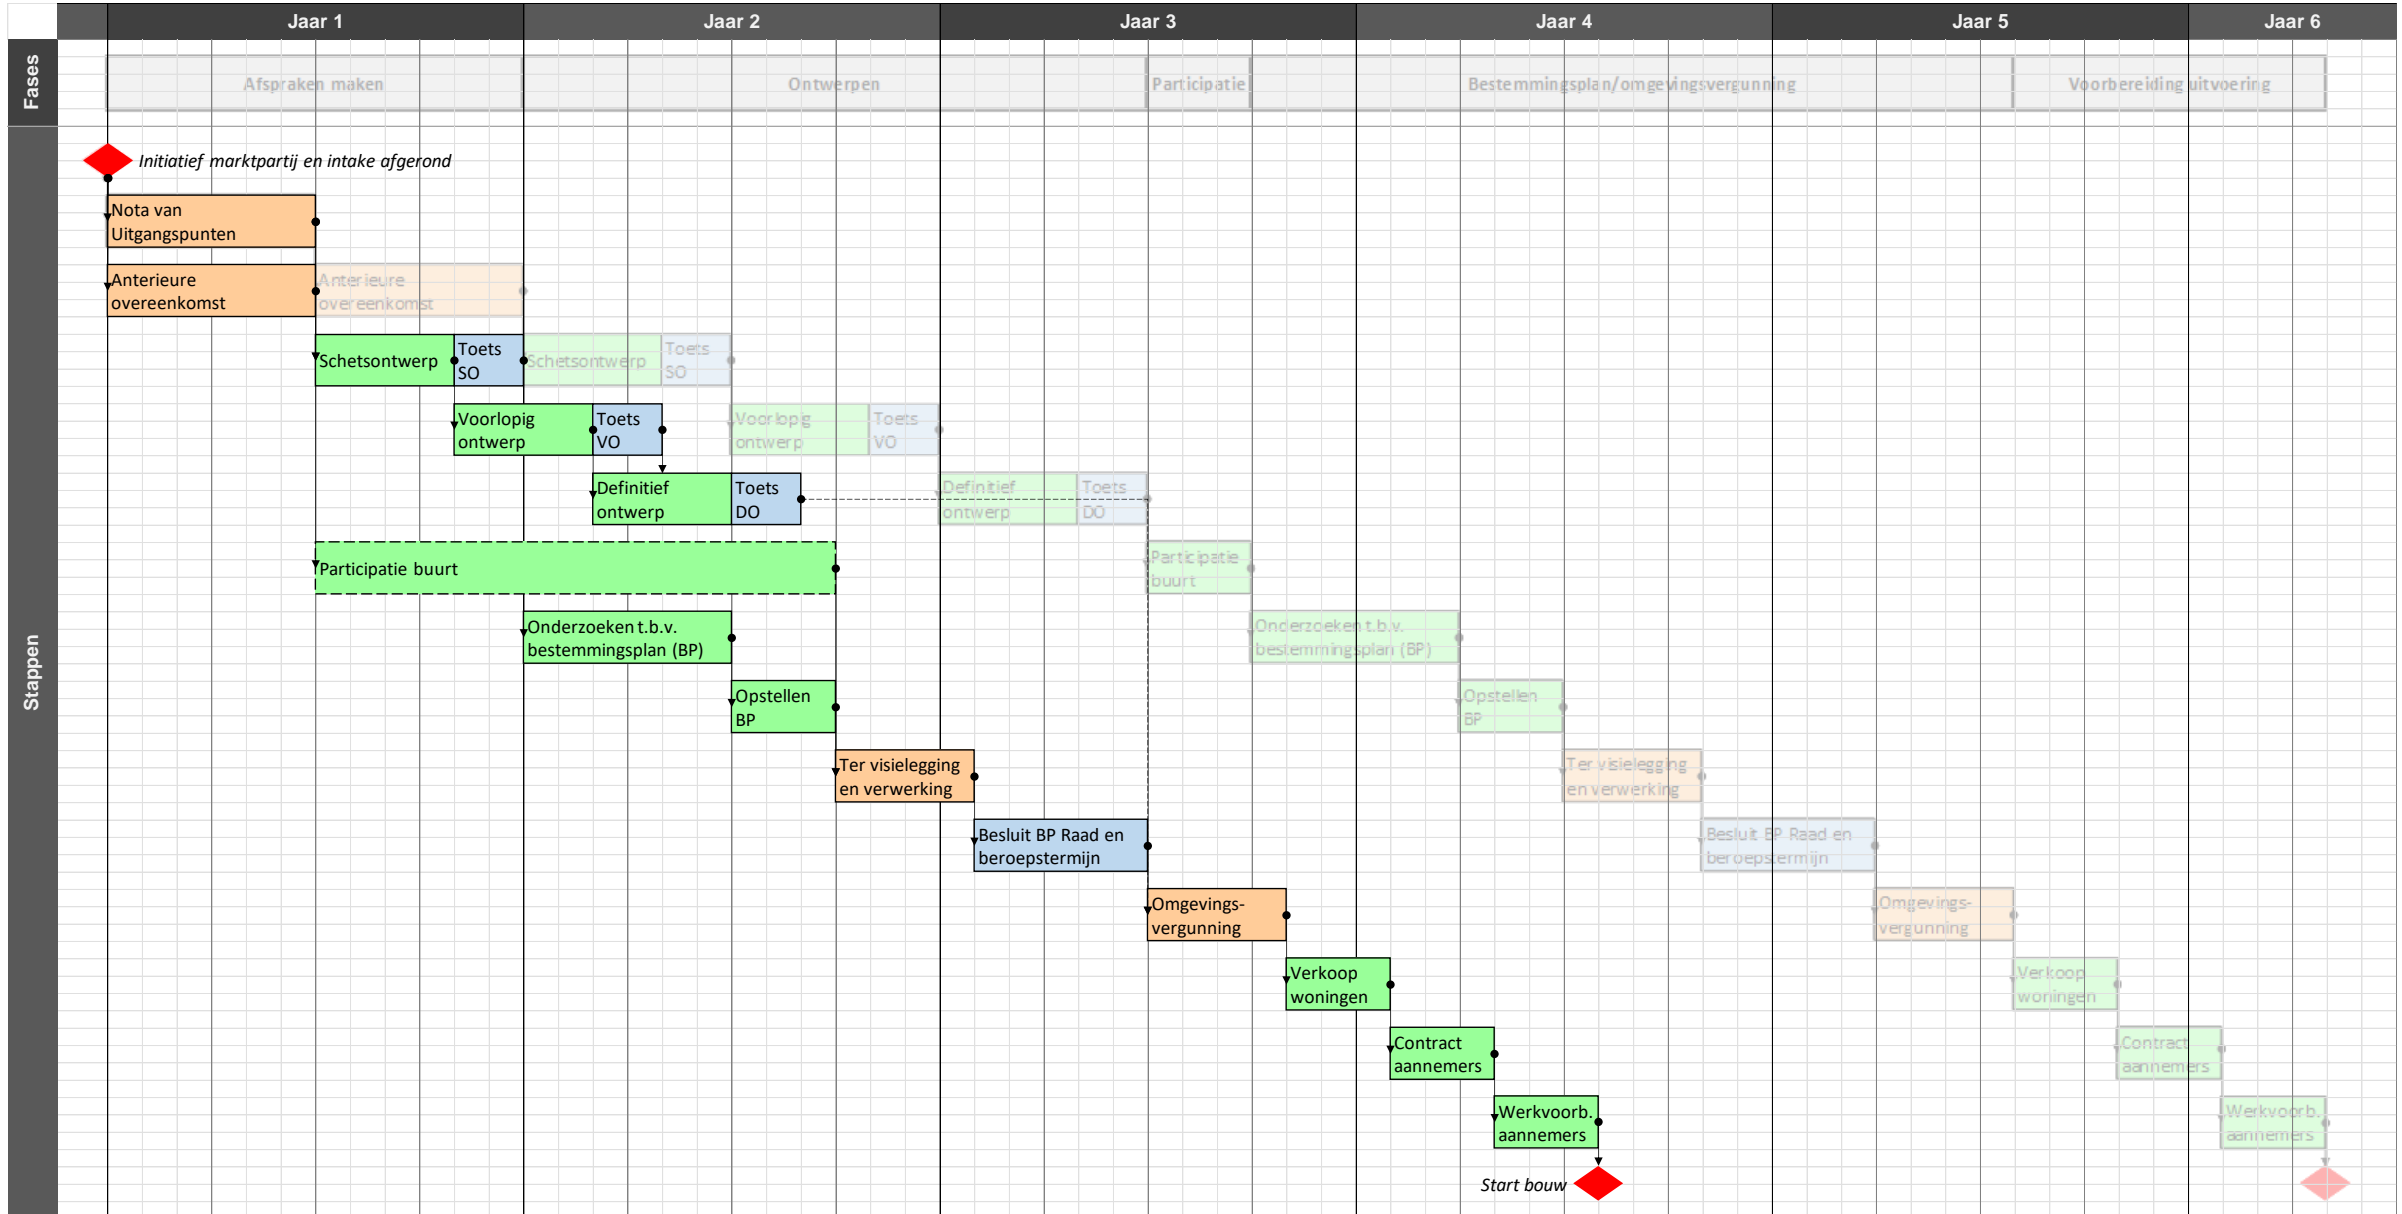 Jaar 1
Jaar 2
Jaar 3
Jaar 4
Jaar 5
Jaar 6
Fases
Afspraken maken
Ontwerpen
Participatie
Bestemmingsplan/omgevingsvergunning
Voorbereiding uitvoering
Stappen
Initiatief marktpartij en intake afgerond
Nota van
Uitgangspunten
Anterieure
overeenkomst
Anterieure
overeenkomst
Schetsontwerp
Toets
SO
Schetsontwerp
Toets
SO
Voorlopig
ontwerp
Toets
VO
Voorlopig
ontwerp
Toets
VO
Definitief
ontwerp
Toets
DO
Definitief
ontwerp
Toets
DO
Participatie buurt
Participatie
buurt
Onderzoeken t.b.v.
bestemmingsplan (BP)
Onderzoeken t.b.v.
bestemmingsplan (BP)
Opstellen
BP
Opstellen
BP
Ter visielegging
en verwerking
Ter visielegging
en verwerking
Besluit BP Raad en
beroepstermijn
Besluit BP Raad en
beroepstermijn
Omgevings-
vergunning
Omgevings-
vergunning
Verkoop
woningen
Verkoop
woningen
Contract
aannemers
Contract
aannemers
Werkvoorb.
aannemers
Werkvoorb.
aannemers
Start bouw